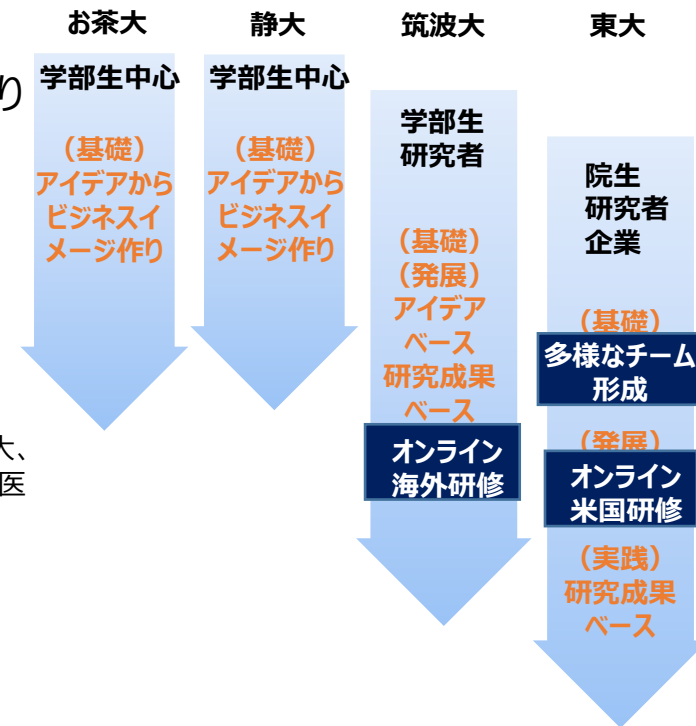 お茶大
静大
筑波大
東大
り
学部生中心
(基礎)
アイデアから
ビジネスイ
メージ作り
学部生中心
(基礎)
アイデアから
ビジネスイ
メージ作り
学部生
研究者
(基礎)
(発展)
アイデア
ベース
研究成果
ベース
オンライン
海外研修
院生
研究者
企業
(基礎)
多様なチーム
形成
(発展)
オンライン
米国研修
(実践)
研究成果
ベース
大、
医